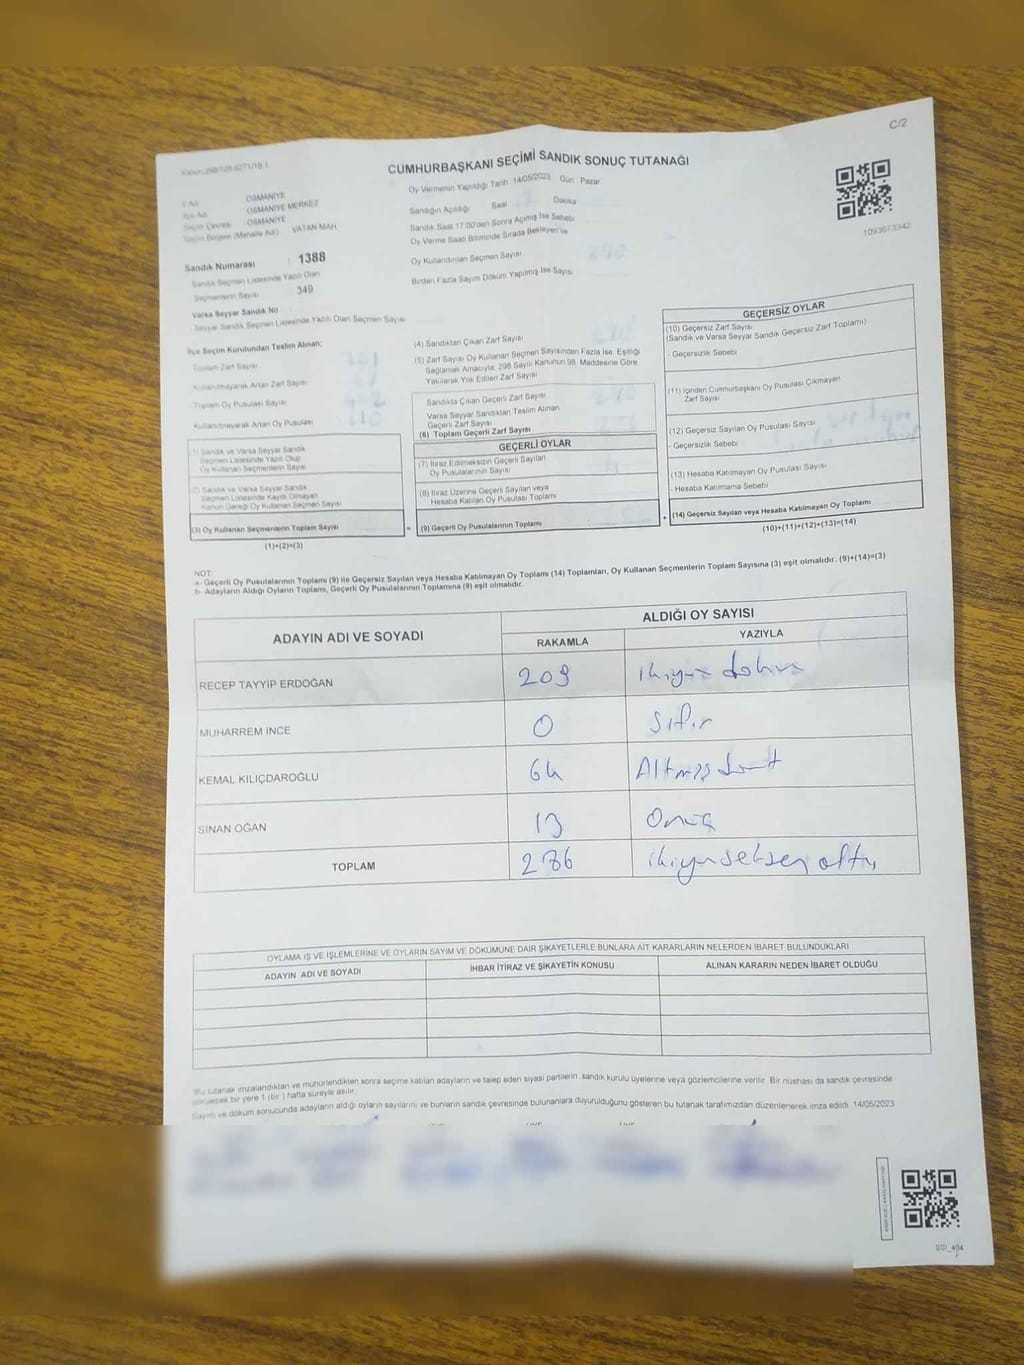 C/2
CUMHURBAŞKANI SEÇİMİ SANDIK SONUÇ TUTANAĞI
Oy Vermenin Yapıldığı Tarih 14/05/2023 Gün : Pazar
Sandığın Açıldığı Saat Dakika
Sandık Saat 17:00'den Sonra Açılmış İse Sebebi
Oy Verme Saati Bitiminde Sırada Bekleyen ve
Oy Kullandırılan Seçmen Sayısı
Birden Fazla Sayım Döküm Yapılmış İse Sayısı
1093673342
İl Adı OSMANİYE
İlçe Adı OSMANİYE MERKEZ
Seçim Çevresi : OSMANİYE
Seçim Bölgesi (Mahalle Adı) VATAN MAH
Sandık Numarası : 1388
Sandık Seçmen Listesinde Yazılı Olan
Seçmenlerin Sayısı : 349
Varsa Seyyar Sandık No
Seyyar Sandık Seçmen Listesinde Yazılı Olan Seçmen Sayısı
İlçe Seçim Kurulundan Teslim Alınan;
Toplam Zarf Sayısı
Kullanılmayarak Artan Zarf Sayısı
Toplam Oy Pusulası Sayısı
Kullanılmayarak Artan Oy Pusulası
(1) Sandık ve Varsa Seyyar Sandık
Seçmen Listesinde Yazılı Olup
Oy Kullanan Seçmenlerin Sayısı
(2) Sandık ve Varsa Seyyar Sandık
Seçmen Listesinde Kaydı Olmayan
Kanun Gereği Oy Kullanan Seçmen Sayısı
(3) Oy Kullanan Seçmenlerin Toplam Sayısı
(1)+(2)=(3)
(4) Sandıktan Çıkan Zarf Sayısı
(5) Zarf Sayısı Oy Kullanan Seçmen Sayısından Fazla İse, Eşitliği
Sağlamak Amacıyla, 298 Sayılı Kanunun 98. Maddesine Göre
Yakılarak Yok Edilen Zarf Sayısı
Sandıkta Çıkan Geçerli Zarf Sayısı
Varsa Seyyar Sandıktan Teslim Alınan
Geçerli Zarf Sayısı
(6) Toplam Geçerli Zarf Sayısı
GEÇERLİ OYLAR
(7) İtiraz Edilmeksizin Geçerli Sayılan
Oy Pusulalarının Sayısı
(8) İtiraz Üzerine Geçerli Sayılan veya
Hesaba Katılan Oy Pusulası Toplamı
= (9) Geçerli Oy Pusulalarının Toplamı
GEÇERSİZ OYLAR
(10) Geçersiz Zarf Sayısı
(Sandık ve Varsa Seyyar Sandık Geçersiz Zarf Toplamı)
- Geçersizlik Sebebi
(11) İçinden Cumhurbaşkanı Oy Pusulası Çıkmayan
Zarf Sayısı
(12) Geçersiz Sayılan Oy Pusulası Sayısı
- Geçersizlik Sebebi
(13) Hesaba Katılmayan Oy Pusulası Sayısı
- Hesaba Katılmama Sebebi
+ (14) Geçersiz Sayılan veya Hesaba Katılmayan Oy Toplamı
(10)+(11)+(12)+(13)=(14)
NOT:
a- Geçerli Oy Pusulalarının Toplamı (9) ile Geçersiz Sayılan veya Hesaba Katılmayan Oy Toplamı (14) Toplamları, Oy Kullanan Seçmenlerin Toplam Sayısına (3) eşit olmalıdır. (9)+(14)=(3)
b- Adayların Aldığı Oyların Toplamı, Geçerli Oy Pusulalarının Toplamına (9) eşit olmalıdır.
ADAYIN ADI VE SOYADI ALDIĞI OY SAYISI
RAKAMLA YAZIYLA
RECEP TAYYIP ERDOĞAN 209 ikiyüz dokuz
MUHARREM İNCE 0 Sıfır
KEMAL KILIÇDAROĞLU 64 Altmış dört
SİNAN OĞAN 13 Onüç
TOPLAM 286 ikiyüz seksen altı
OYLAMA İŞ VE İŞLEMLERİNE VE OYLARIN SAYIM VE DÖKÜMÜNE DAİR ŞİKAYETLERLE BUNLARA AİT KARARLARIN NELERDEN İBARET BULUNDUKLARI
ADAYIN ADI VE SOYADI İHBAR İTİRAZ VE ŞİKAYETİN KONUSU ALINAN KARARIN NEDEN İBARET OLDUĞU
*Bu tutanak imzalandıktan ve mühürlendikten sonra seçime katılan adayların ve talep eden siyasi partilerin sandık kurulu üyelerine veya gözlemcilerine verilir. Bir nüshası da sandık çevresinde
görülecek bir yere 1 (bir) hafta süreyle asılır.
Sayım ve döküm sonucunda adayların aldığı oyların sayılarını ve bunların sandık çevresinde bulunanlara duyurulduğunu gösteren bu tutanak tarafımızdan düzenlenerek imza edildi. 14/05/2023